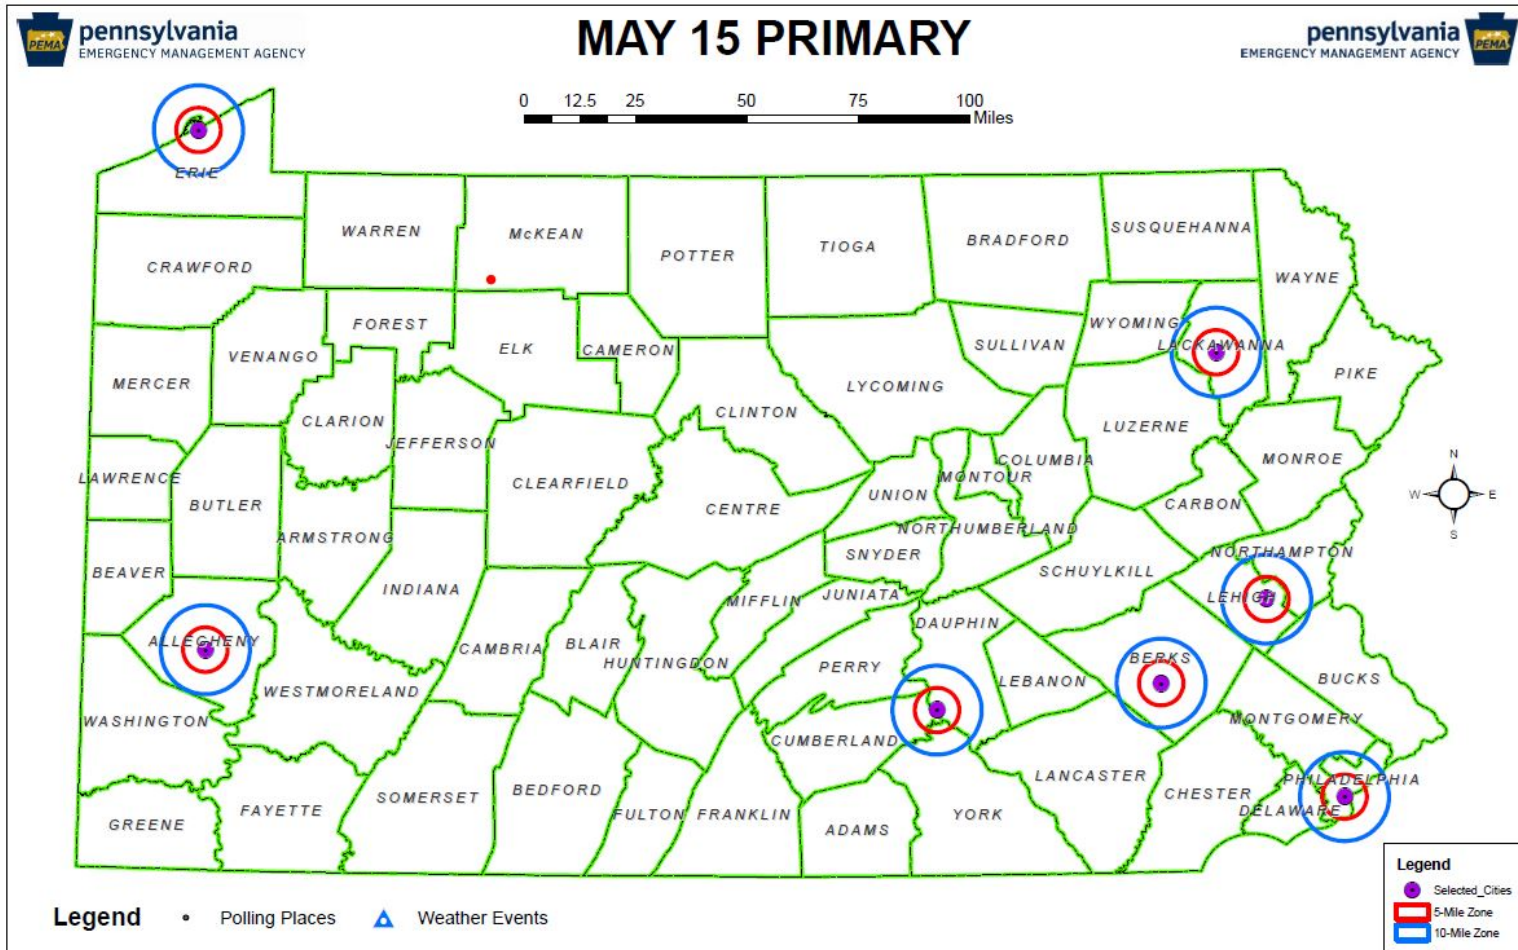 PEMA
pennsylvania
EMERGENCY MANAGEMENT AGENCY
MAY 15 PRIMARY
pennsylvania
EMERGENCY MANAGEMENT AGENCY
PEMA
0 12.5 25 50 75 100
Miles
ERIE
WARREN
McKEAN
POTTER
TIOGA
BRADFORD
SUSQUEHANNA
CRAWFORD
WAYNE
FOREST
WYOMING
VENANGO
ELK
CAMERON
SULLIVAN
LACKAWANNA
MERCER
LYCOMING
PIKE
CLARION
CLINTON
JEFFERSON
LUZERNE
LAWRENCE
CLEARFIELD
COLUMBIA
MONROE
BUTLER
CENTRE
UNION
MONTOUR
CARBON
N
W E
S
ARMSTRONG
NORTHUMBERLAND
SNYDER
NORTHAMPTON
BEAVER
INDIANA
SCHUYLKILL
MIFFLIN
JUNIATA
LEHIGH
ALLEGHENY
CAMBRIA
BLAIR
HUNTINGDON
DAUPHIN
PERRY
BERKS
WESTMORELAND
LEBANON
BUCKS
WASHINGTON
CUMBERLAND
MONTGOMERY
LANCASTER
PHILADELPHIA
GREENE
FAYETTE
SOMERSET
BEDFORD
FULTON
FRANKLIN
ADAMS
YORK
CHESTER
DELAWARE
Legend
Polling Places
Weather Events
Legend
Selected_Cities
5-Mile Zone
10-Mile Zone